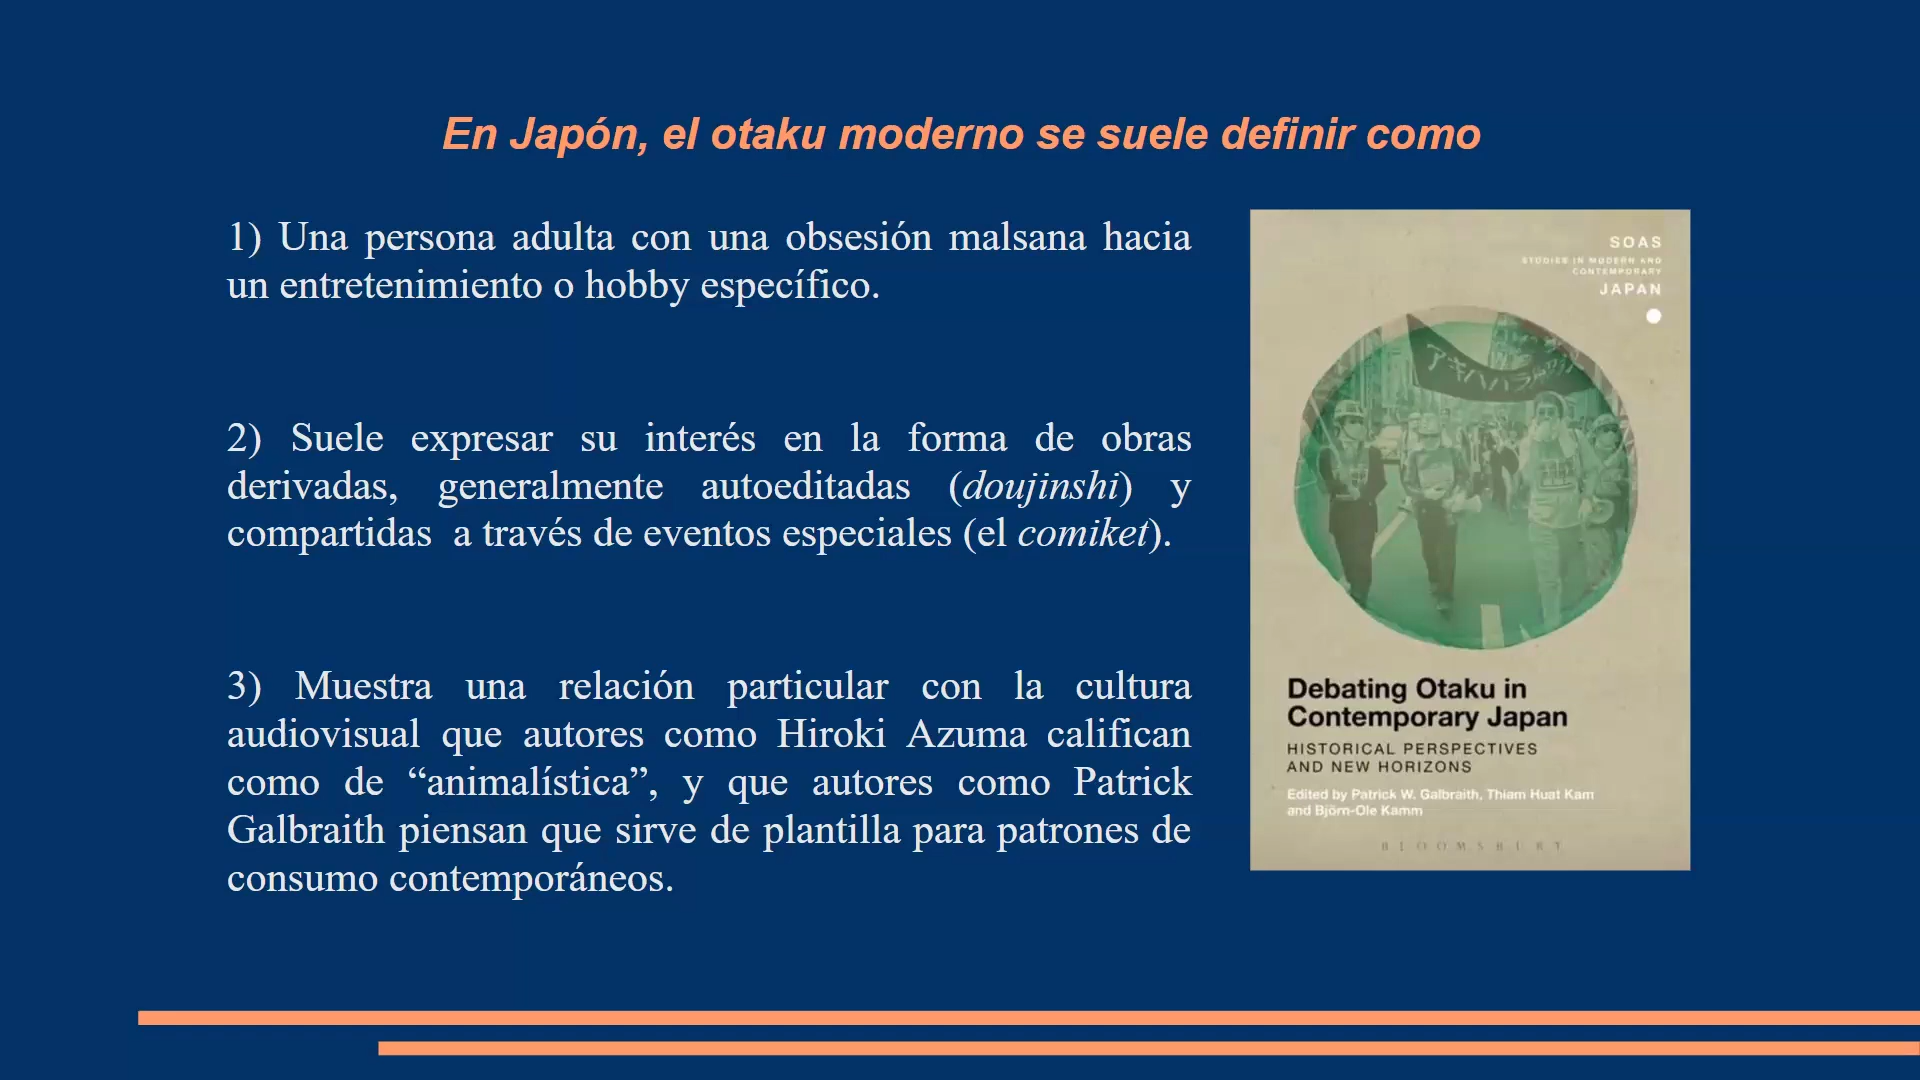 En Japón, el otaku moderno se suele definir como
1) Una persona adulta con una obsesión malsana hacia
un entretenimiento o hobby específico.
2) Suele expresar su interés en la forma de obras
derivadas, generalmente autoeditadas (doujinshi) y
compartidas a través de eventos especiales (el comiket).
3) Muestra una relación particular con la cultura
audiovisual que autores como Hiroki Azuma califican
como de “animalística”, y que autores como Patrick
Galbraith piensan que sirve de plantilla para patrones de
consumo contemporáneos.
SOAS
STUDIES IN MODERN AND
CONTEMPORARY
JAPAN
アキハバラ
Debating Otaku in
Contemporary Japan
HISTORICAL PERSPECTIVES
AND NEW HORIZONS
Edited by Patrick W. Galbraith, Thiam Huat Kam
and Björn-Ole Kamm
BLOOMSBURY